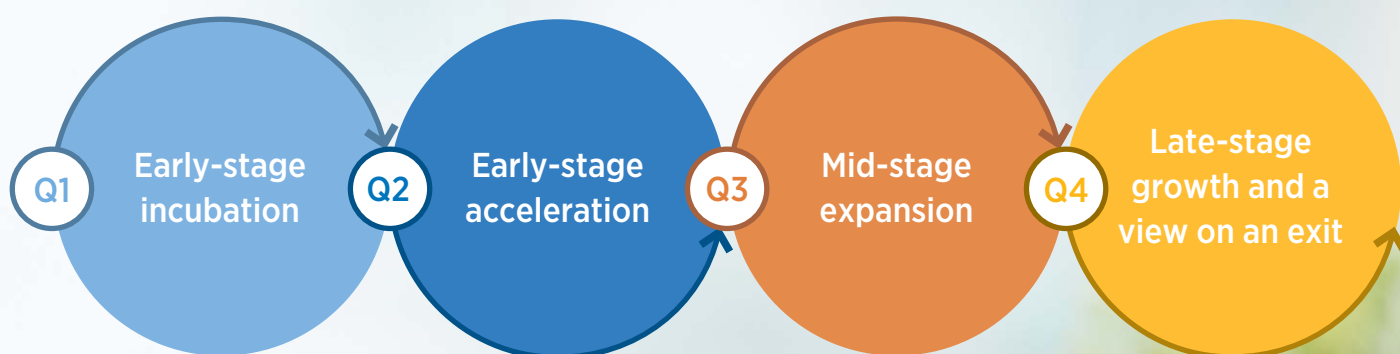 Q1
Early-stage
incubation
Q2
Early-stage
acceleration
Q3
Mid-stage
expansion
Q4
Late-stage
growth and a
view on an exit